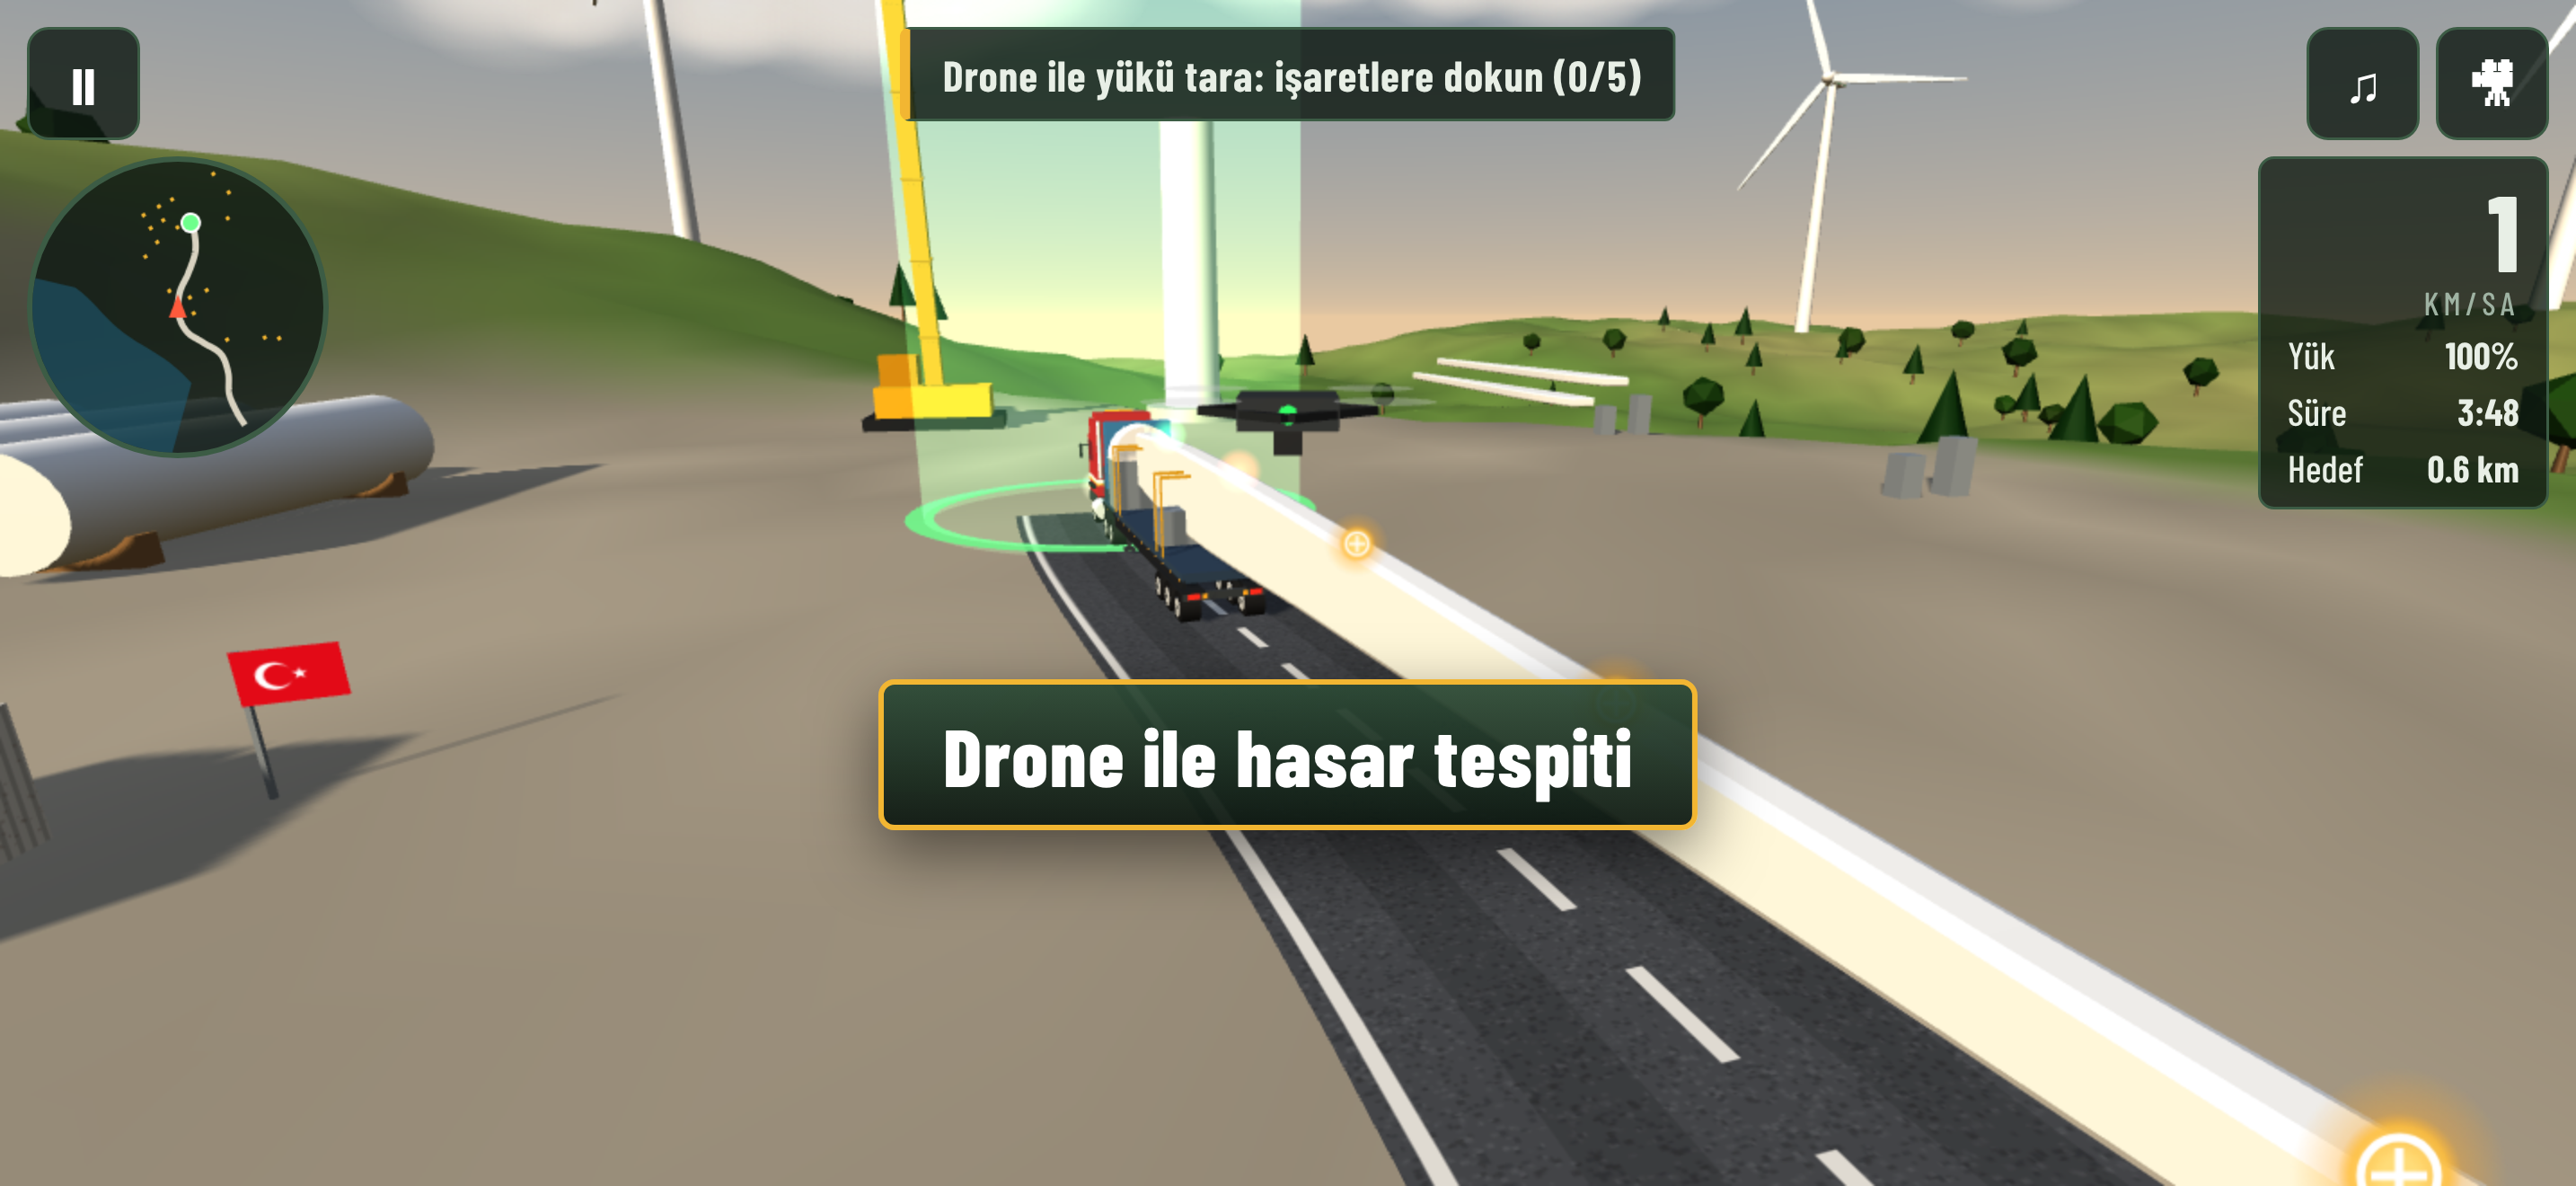 Drone ile yükü tara: işaretlere dokun (0/5)
1
KM/SA
Yük 100%
Süre 3:48
Hedef 0.6 km
Drone ile hasar tespiti